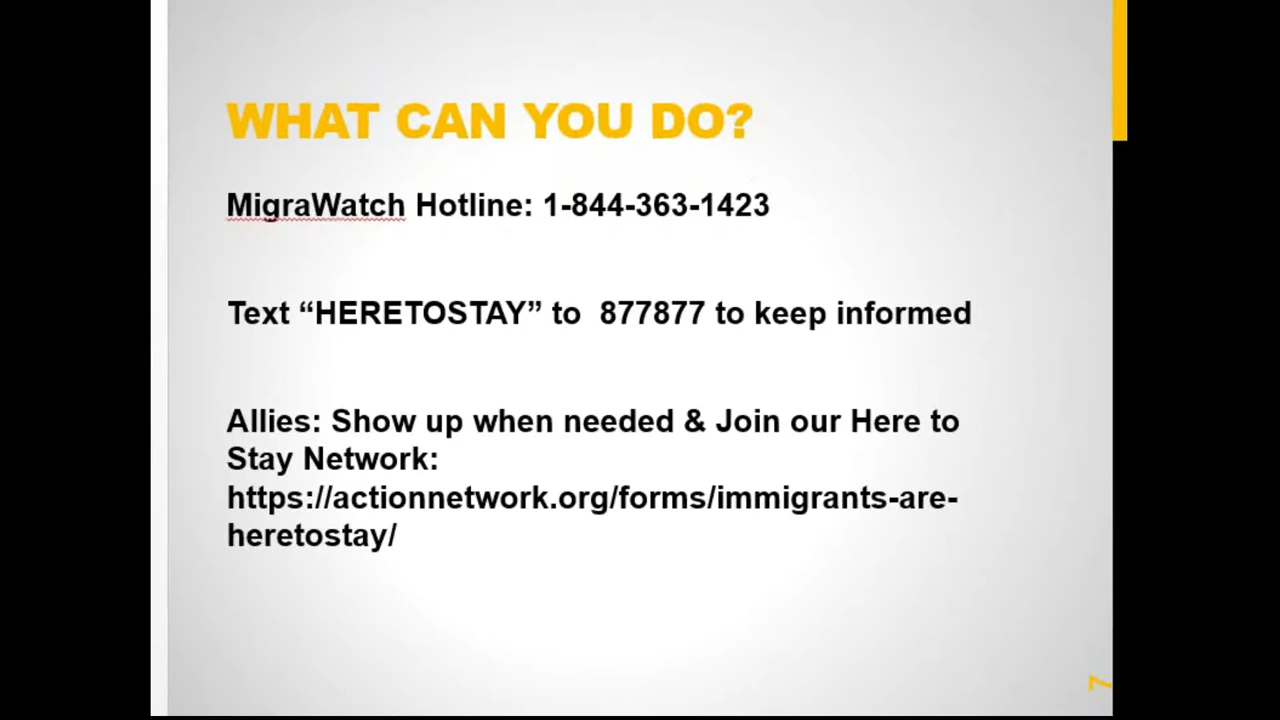 WHAT CAN YOU DO?
MigraWatch Hotline: 1-844-363-1423
Text “HERETOSTAY” to  877877 to keep informed
Allies: Show up when needed & Join our Here to
Stay Network:
https://actionnetwork.org/forms/immigrants-are-
heretostay/
7